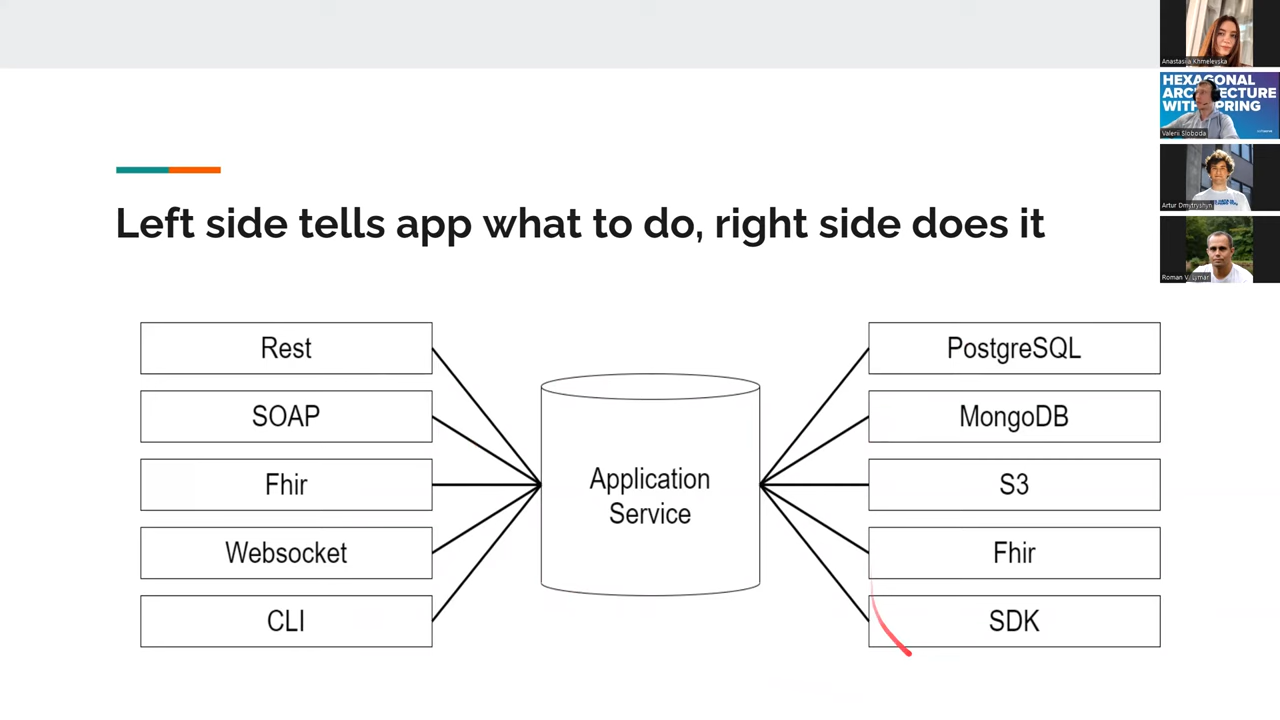 Left side tells app what to do, right side does it
Rest
SOAP
Fhir
Websocket
CLI
Application
Service
PostgreSQL
MongoDB
S3
Fhir
SDK
Anastasiia Khmelevska
HEXAGONAL
ARCHITECTURE
WITH SPRING
Valerii Sloboda
Artur Dmytryshyn
Roman V. Lymar